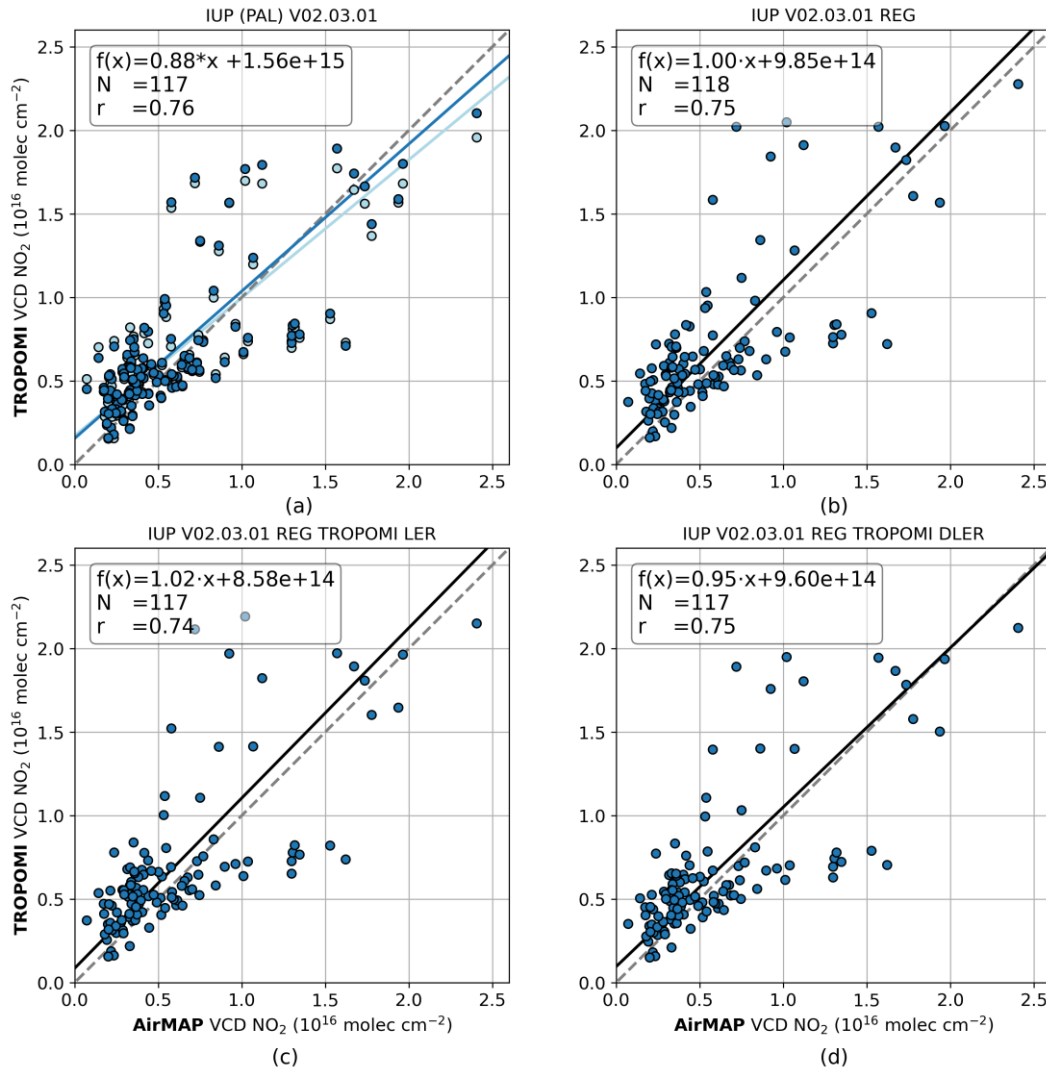 IUP (PAL) V02.03.01
f(x)=0.88*x +1.56e+15
N =117
r =0.76
2.5
2.0
1.5
1.0
0.5
0.0
TROPOMI VCD NO₂ (10¹⁶ molec cm⁻²)
0.0 0.5 1.0 1.5 2.0 2.5
(a)
IUP V02.03.01 REG
f(x)=1.00·x+9.85e+14
N =118
r =0.75
2.5
2.0
1.5
1.0
0.5
0.0
0.0 0.5 1.0 1.5 2.0 2.5
(b)
IUP V02.03.01 REG TROPOMI LER
f(x)=1.02·x+8.58e+14
N =117
r =0.74
2.5
2.0
1.5
1.0
0.5
0.0
TROPOMI VCD NO₂ (10¹⁶ molec cm⁻²)
0.0 0.5 1.0 1.5 2.0 2.5
AirMAP VCD NO₂ (10¹⁶ molec cm⁻²)
(c)
IUP V02.03.01 REG TROPOMI DLER
f(x)=0.95·x+9.60e+14
N =117
r =0.75
2.5
2.0
1.5
1.0
0.5
0.0
0.0 0.5 1.0 1.5 2.0 2.5
AirMAP VCD NO₂ (10¹⁶ molec cm⁻²)
(d)